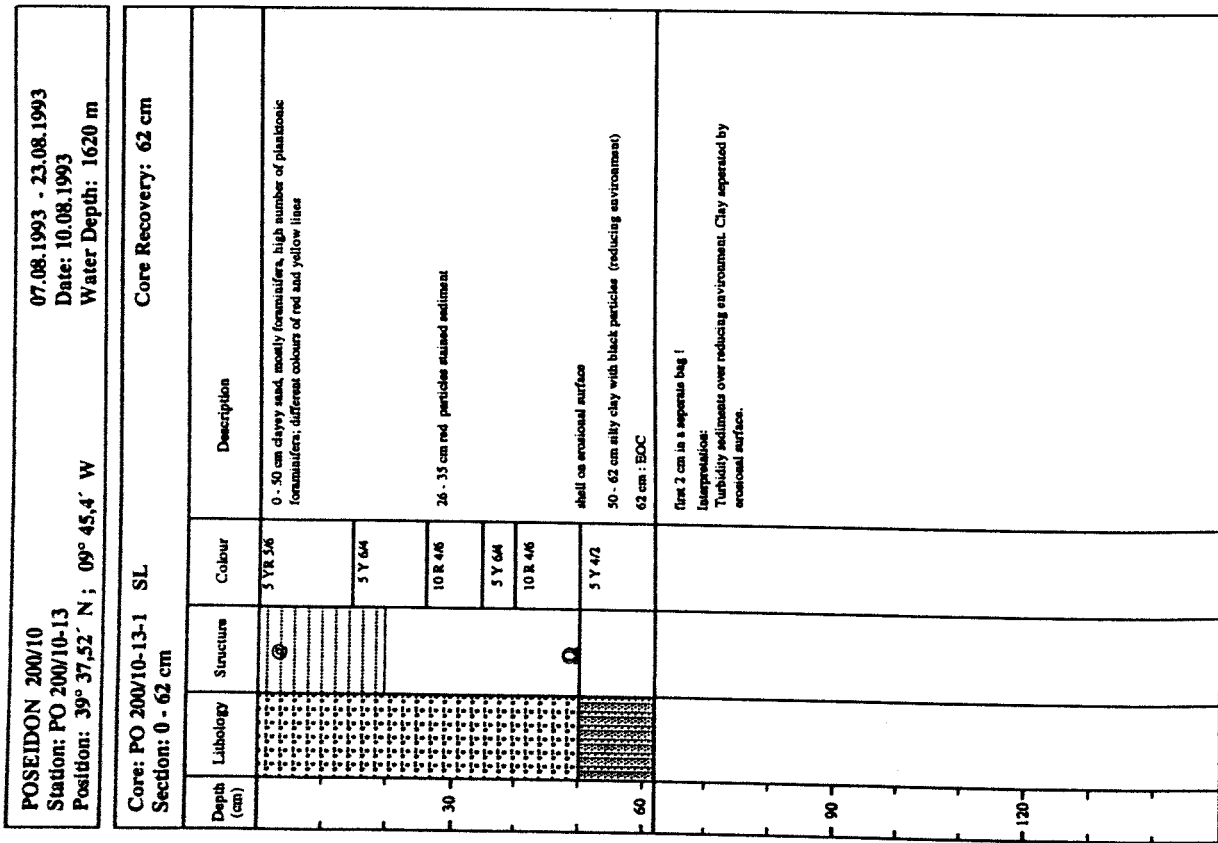 POSEIDON 200/10
07.08.1993 - 23.08.1993
Station: PO 200/10-13
Date: 10.08.1993
Position: 39° 37,52´ N; 09° 45,4´ W
Water Depth: 1620 m
Core: PO 200/10-13-1 SL
Core Recovery: 62 cm
Section: 0 - 62 cm
Depth
(cm)
Lithology
Structure
Colour
Description
5 YR 5/6
0 - 50 cm clayey sand, mostly foraminifera, high number of planktonic
foraminifera; different colours of red and yellow lines
5 Y 6/4
30
10 R 4/6
26 - 35 cm red particles stained sediment
5 Y 6/4
10 R 4/6
shell on erosional surface
5 Y 4/2
50 - 62 cm silty clay with black particles (reducing environment)
60
62 cm : EOC
first 2 cm in a seperate bag !
Interpretation:
Turbidity sediments over reducing environment. Clay seperated by
erosional surface.
90
120